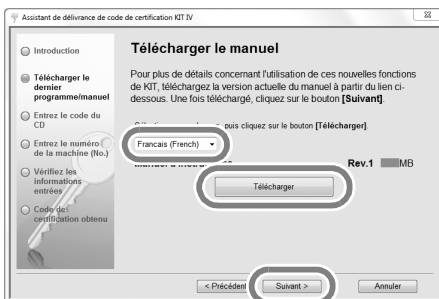 Assistant de délivrance de code de certification KIT IV
Introduction
Télécharger le
dernier
programme/manuel
Entrez le code du
CD
Entrez le numéro
de la machine (No.)
Vérifiez les
informations
entrées
Code de
certification obtenu
Télécharger le manuel
Pour plus de détails concernant l'utilisation de ces nouvelles fonctions
de KIT, téléchargez la version actuelle du manuel à partir du lien ci-
dessous. Une fois téléchargé, cliquez sur le bouton [Suivant].
puis cliquez sur le bouton [Télécharger].
Francais (French)
Rev.1 MB
Télécharger
< Précédent
Suivant >
Annuler